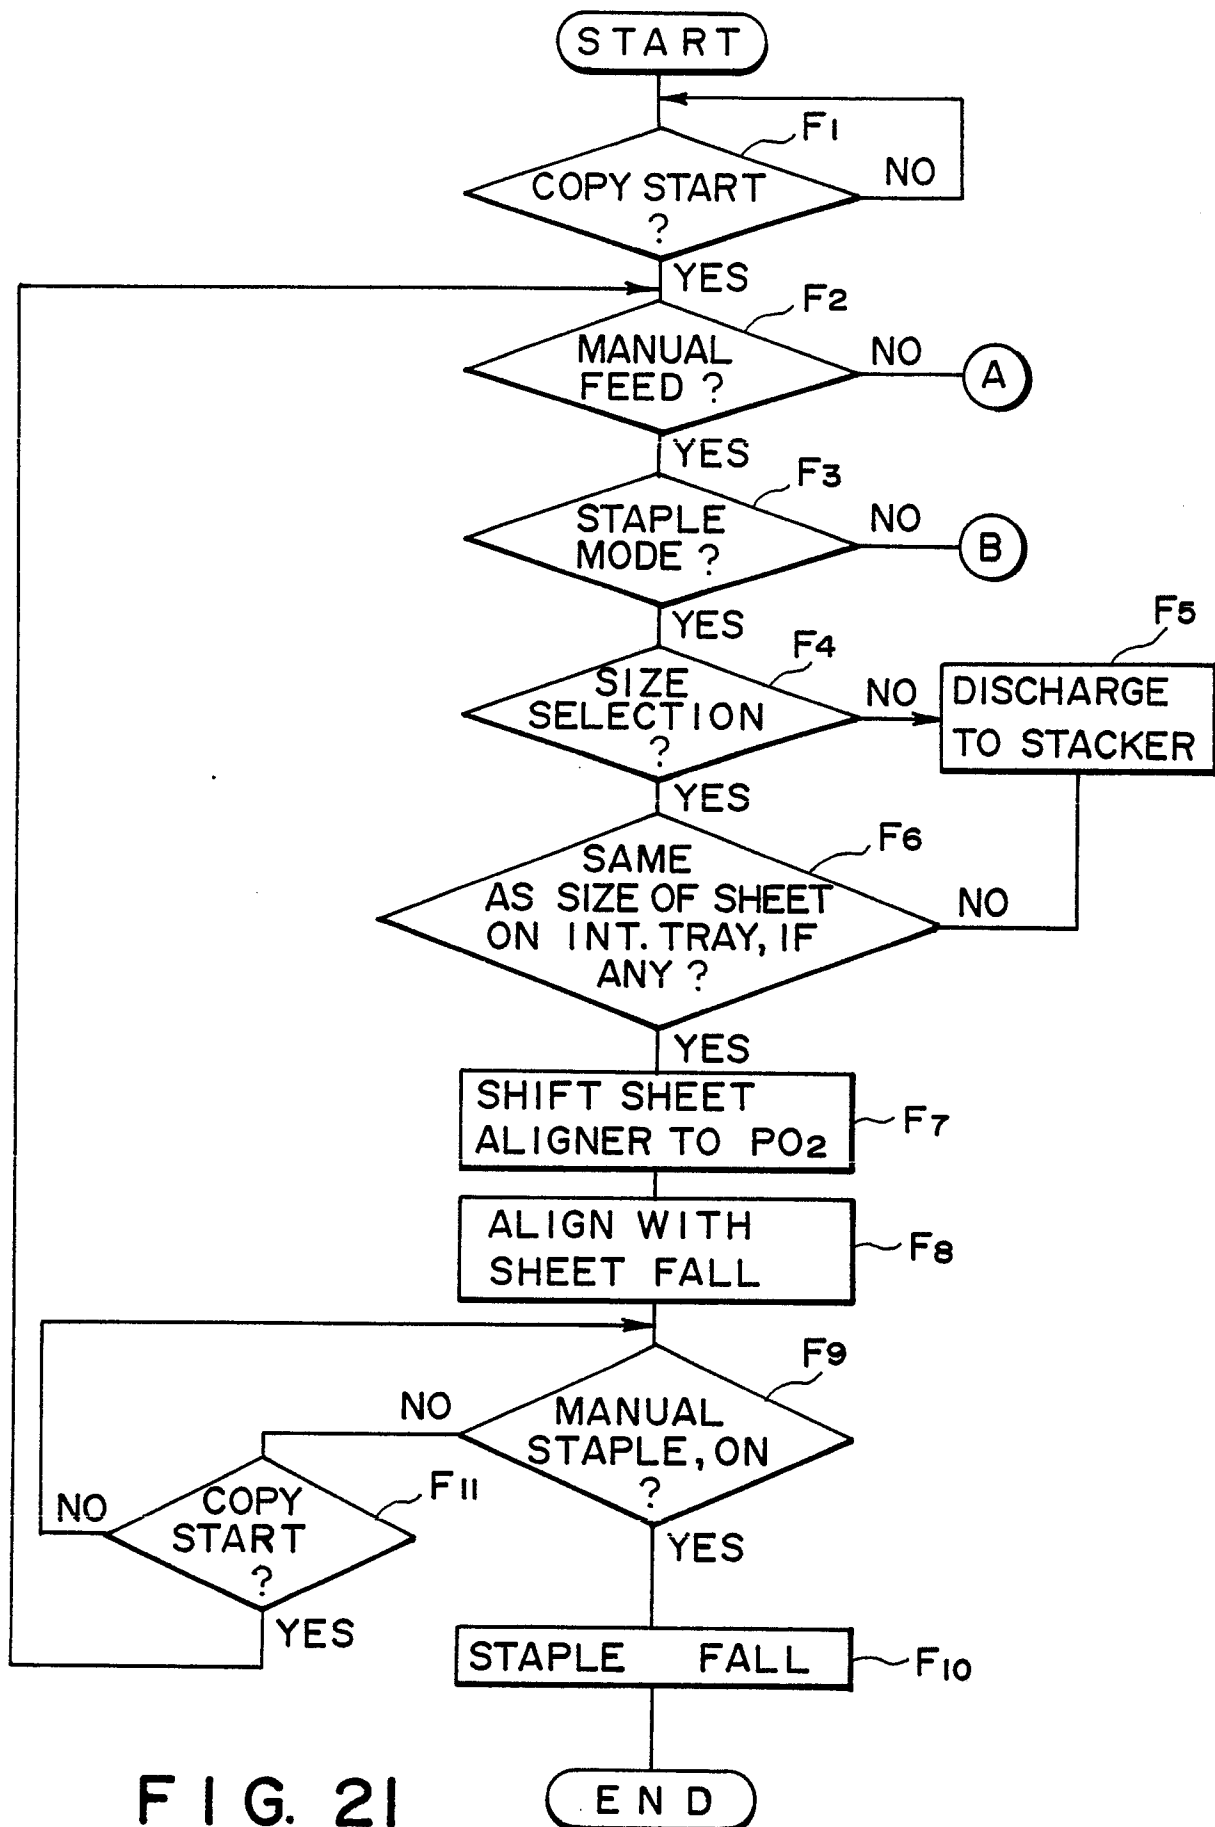 START
F1
COPY START
?
NO
YES
F2
MANUAL
FEED ?
NO
A
YES
F3
STAPLE
MODE ?
NO
B
YES
F4
SIZE
SELECTION
?
NO
F5
DISCHARGE
TO STACKER
YES
F6
SAME
AS SIZE OF SHEET
ON INT. TRAY, IF
ANY ?
NO
YES
SHIFT SHEET
ALIGNER TO PO2
F7
ALIGN WITH
SHEET FALL
F8
F9
MANUAL
STAPLE, ON
?
NO
F11
COPY
START
?
NO
YES
YES
STAPLE FALL
F10
END
FIG. 21